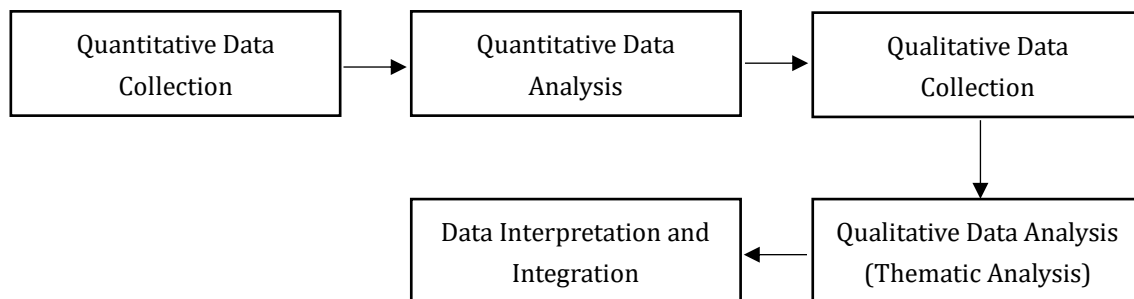 Quantitative Data
Collection
Quantitative Data
Analysis
Qualitative Data
Collection
Qualitative Data Analysis
(Thematic Analysis)
Data Interpretation and
Integration